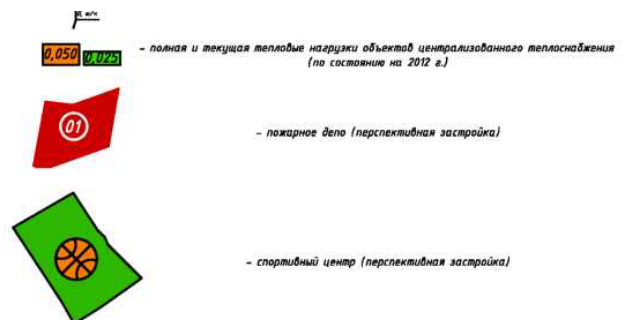 0,050 0,025 - полная и текущая тепловые нагрузки объектов централизованного теплоснабжения
(по состоянию на 2012 г.)
01 - пожарное депо (перспективная застройка)
- спортивный центр (перспективная застройка)